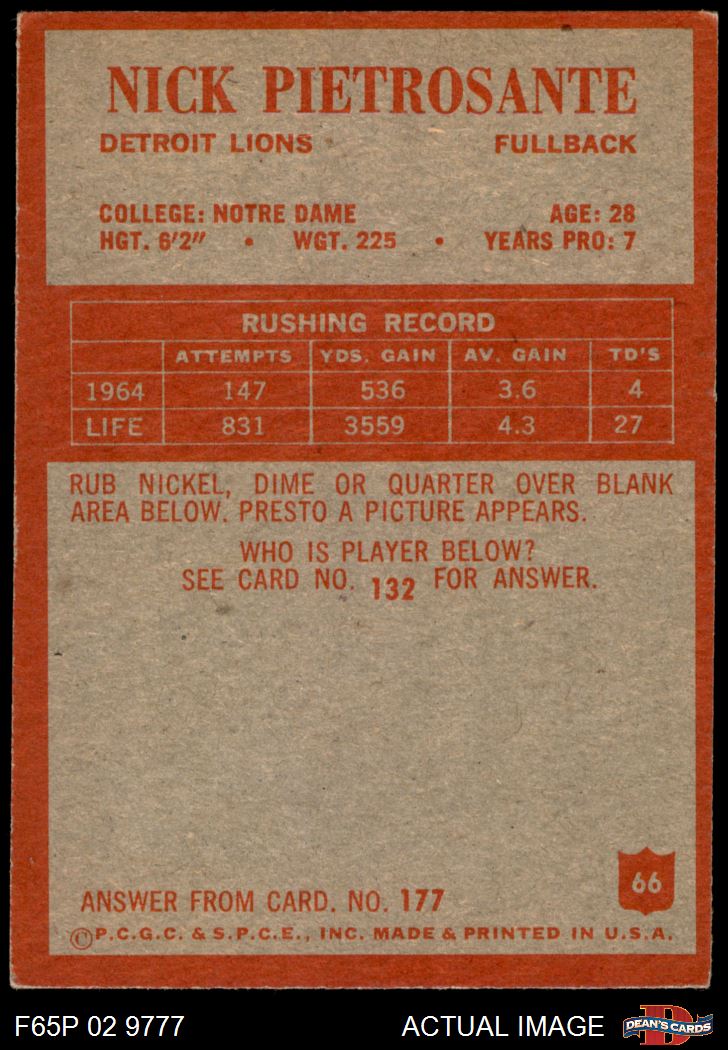 NICK PIETROSANTE
DETROIT LIONS FULLBACK
COLLEGE: NOTRE DAME AGE: 28
HGT. 6'2" • WGT. 225 • YEARS PRO: 7
RUSHING RECORD
ATTEMPTS YDS. GAIN AV. GAIN TD'S
1964 147 536 3.6 4
LIFE 831 3559 4.3 27
RUB NICKEL, DIME OR QUARTER OVER BLANK
AREA BELOW. PRESTO A PICTURE APPEARS.
WHO IS PLAYER BELOW?
SEE CARD NO. 132 FOR ANSWER.
66
ANSWER FROM CARD. NO. 177
©P.C.G.C. & S.P.C.E., INC. MADE & PRINTED IN U.S.A.
F65P 02 9777 ACTUAL IMAGE D DEAN'S CARDS